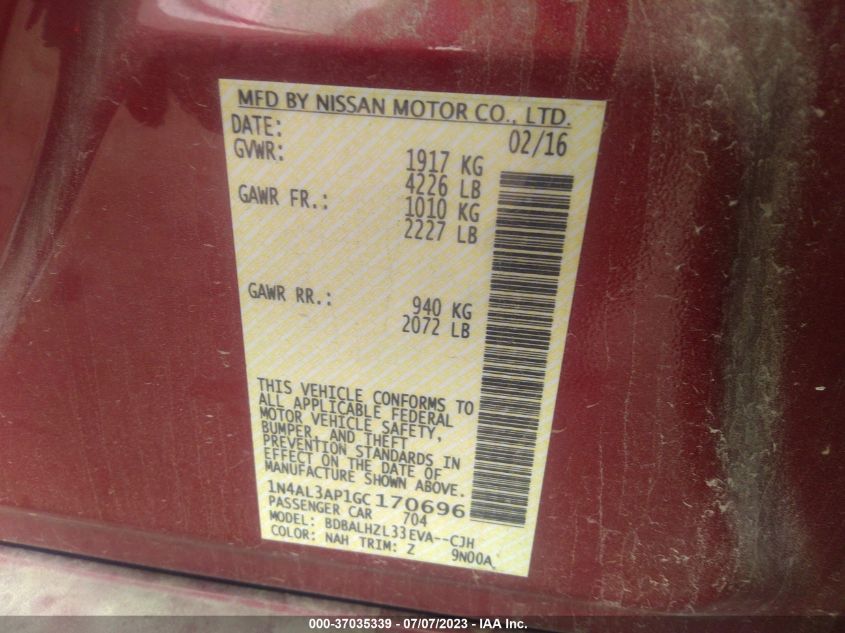 MFD BY NISSAN MOTOR CO., LTD.
DATE: 02/16
GVWR: 1917 KG
4226 LB
GAWR FR.: 1010 KG
2227 LB
GAWR RR.: 940 KG
2072 LB
THIS VEHICLE CONFORMS TO
ALL APPLICABLE FEDERAL
MOTOR VEHICLE SAFETY,
BUMPER, AND THEFT
PREVENTION STANDARDS IN
EFFECT ON THE DATE OF
MANUFACTURE SHOWN ABOVE.
1N4AL3AP1GC170696
PASSENGER CAR 704
MODEL: BDBALHZL33EVA--CJH
COLOR: NAH TRIM: Z 9N00A
000-37035339 - 07/07/2023 - IAA Inc.